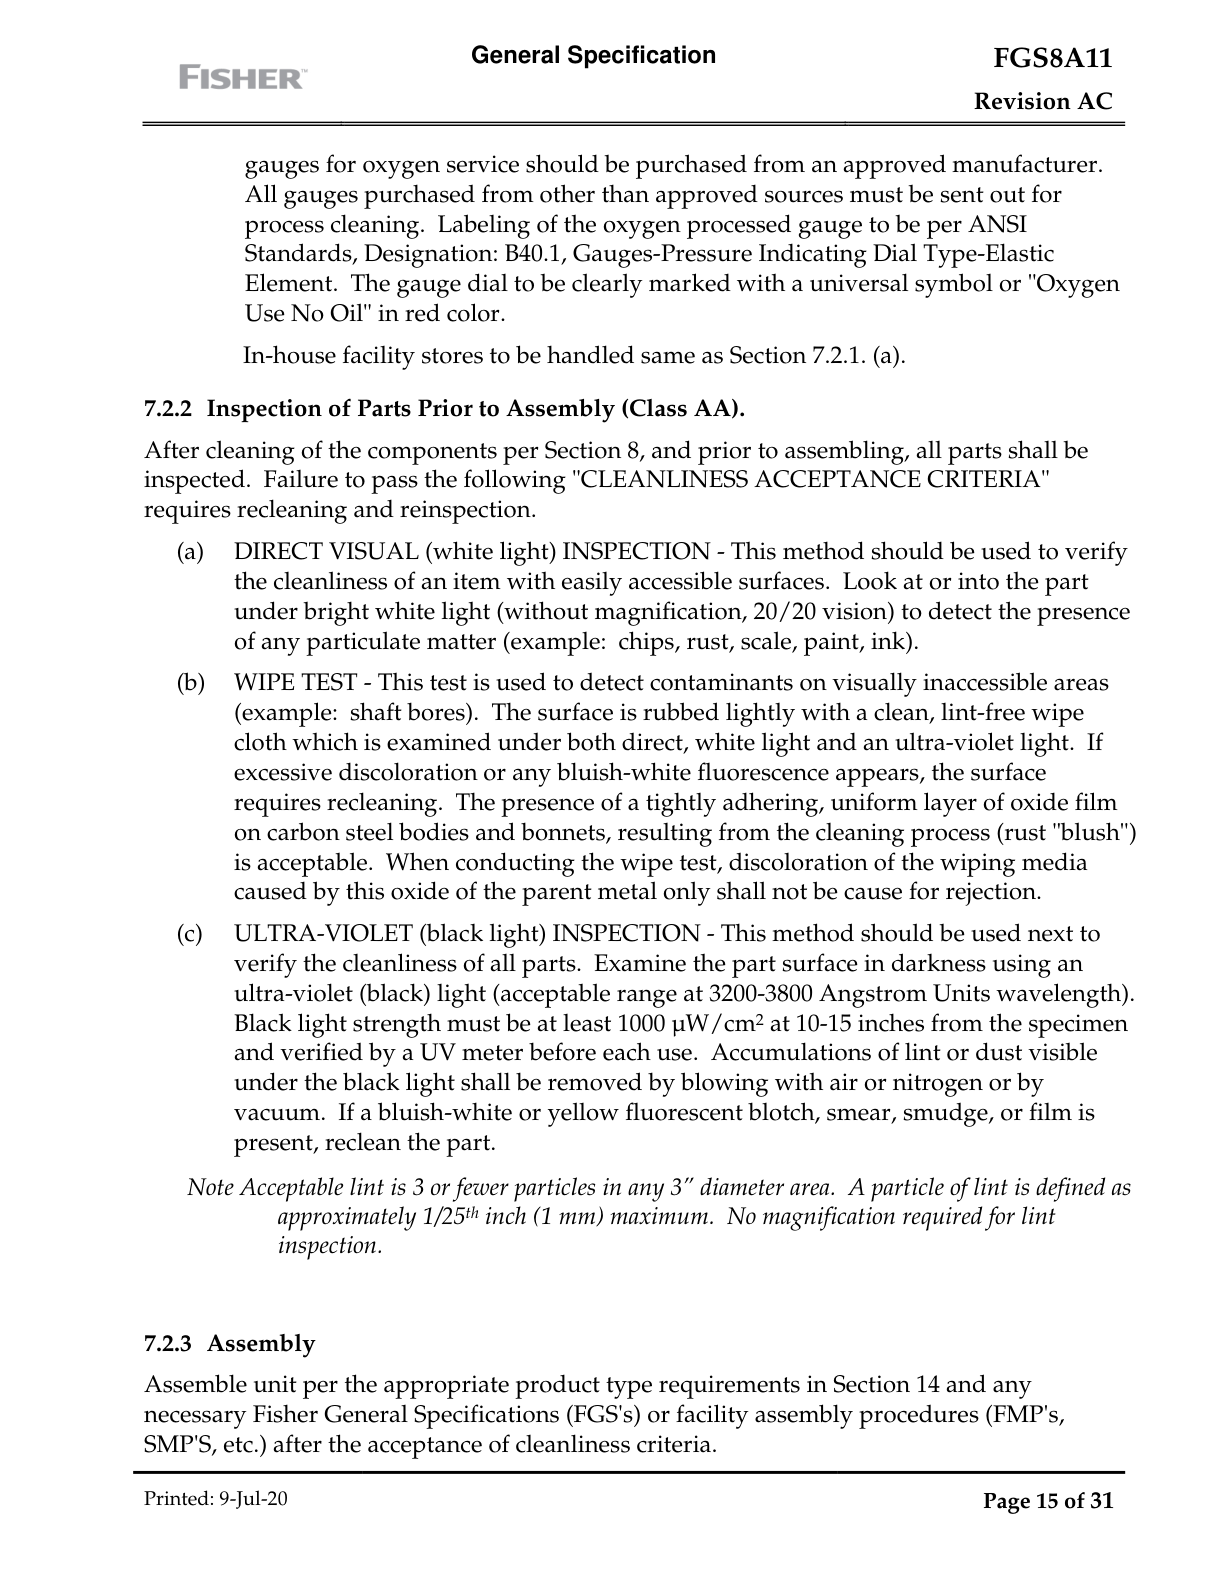 General Specification
FGS8A11
FISHER™
Revision AC
gauges for oxygen service should be purchased from an approved manufacturer.
All gauges purchased from other than approved sources must be sent out for
process cleaning.  Labeling of the oxygen processed gauge to be per ANSI
Standards, Designation: B40.1, Gauges-Pressure Indicating Dial Type-Elastic
Element.  The gauge dial to be clearly marked with a universal symbol or "Oxygen
Use No Oil" in red color.
In-house facility stores to be handled same as Section 7.2.1. (a).
7.2.2  Inspection of Parts Prior to Assembly (Class AA).
After cleaning of the components per Section 8, and prior to assembling, all parts shall be
inspected.  Failure to pass the following "CLEANLINESS ACCEPTANCE CRITERIA"
requires recleaning and reinspection.
(a) DIRECT VISUAL (white light) INSPECTION - This method should be used to verify
the cleanliness of an item with easily accessible surfaces.  Look at or into the part
under bright white light (without magnification, 20/20 vision) to detect the presence
of any particulate matter (example:  chips, rust, scale, paint, ink).
(b) WIPE TEST - This test is used to detect contaminants on visually inaccessible areas
(example:  shaft bores).  The surface is rubbed lightly with a clean, lint-free wipe
cloth which is examined under both direct, white light and an ultra-violet light.  If
excessive discoloration or any bluish-white fluorescence appears, the surface
requires recleaning.  The presence of a tightly adhering, uniform layer of oxide film
on carbon steel bodies and bonnets, resulting from the cleaning process (rust "blush")
is acceptable.  When conducting the wipe test, discoloration of the wiping media
caused by this oxide of the parent metal only shall not be cause for rejection.
(c) ULTRA-VIOLET (black light) INSPECTION - This method should be used next to
verify the cleanliness of all parts.  Examine the part surface in darkness using an
ultra-violet (black) light (acceptable range at 3200-3800 Angstrom Units wavelength).
Black light strength must be at least 1000 µW/cm² at 10-15 inches from the specimen
and verified by a UV meter before each use.  Accumulations of lint or dust visible
under the black light shall be removed by blowing with air or nitrogen or by
vacuum.  If a bluish-white or yellow fluorescent blotch, smear, smudge, or film is
present, reclean the part.
Note Acceptable lint is 3 or fewer particles in any 3″ diameter area.  A particle of lint is defined as
approximately 1/25th inch (1 mm) maximum.  No magnification required for lint
inspection.
7.2.3  Assembly
Assemble unit per the appropriate product type requirements in Section 14 and any
necessary Fisher General Specifications (FGS's) or facility assembly procedures (FMP's,
SMP'S, etc.) after the acceptance of cleanliness criteria.
Printed: 9-Jul-20
Page 15 of 31